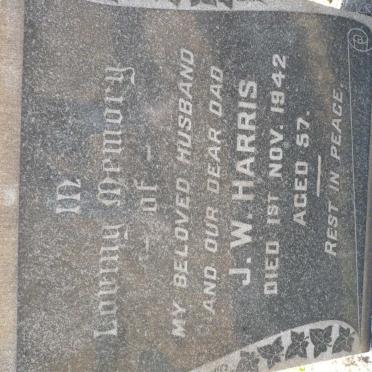 In
Loving Memory
– of –
MY BELOVED HUSBAND
AND OUR DEAR DAD
J. W. HARRIS
DIED 1ST NOV. 1942
AGED 57.
REST IN PEACE.